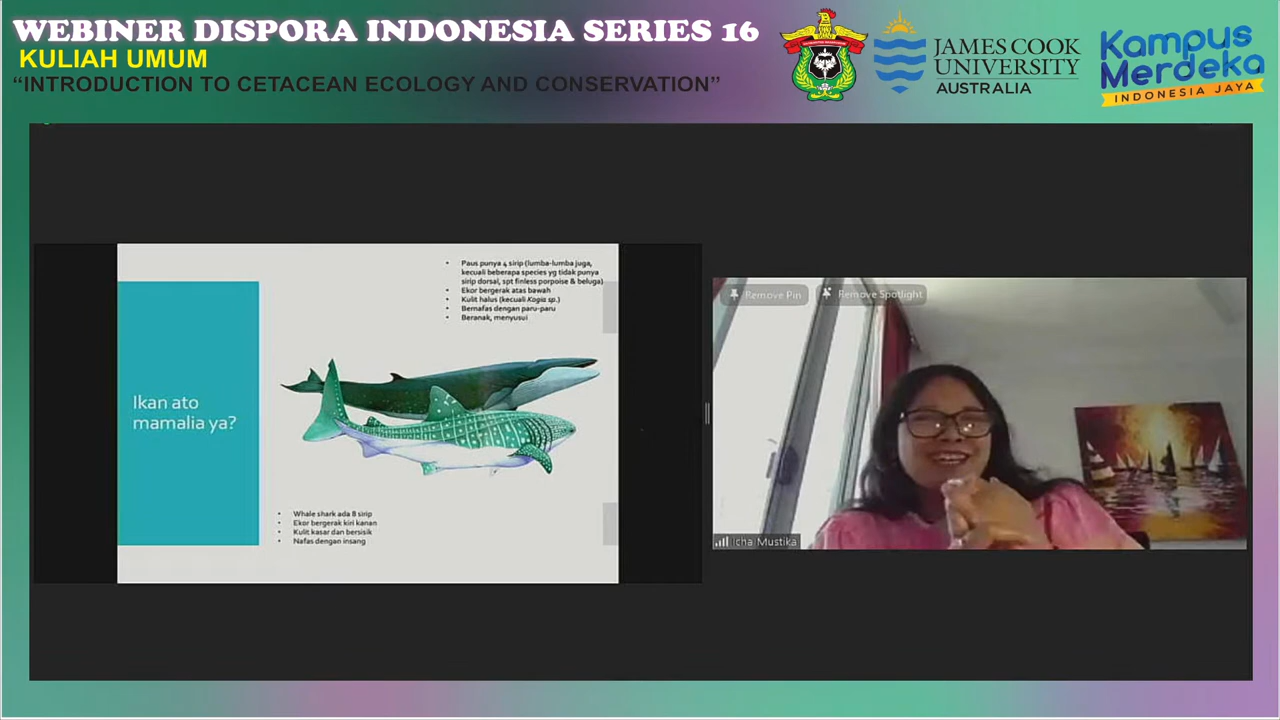 WEBINER DISPORA INDONESIA SERIES 16
KULIAH UMUM
“INTRODUCTION TO CETACEAN ECOLOGY AND CONSERVATION”
JAMES COOK
UNIVERSITY
AUSTRALIA
Kampus
Merdeka
INDONESIA JAYA
Paus punya 4 sirip (lumba-lumba juga,
kecuali beberapa species yg tidak punya
sirip dorsal, spt finless porpoise & beluga)
Ekor bergerak atas bawah
Kulit halus (kecuali Kogia sp.)
Bernafas dengan paru-paru
Beranak, menyusui
Ikan ato
mamalia ya?
Whale shark ada 8 sirip
Ekor bergerak kiri kanan
Kulit kasar dan bersisik
Nafas dengan insang
Remove Pin
Remove Spotlight
Icha Mustika